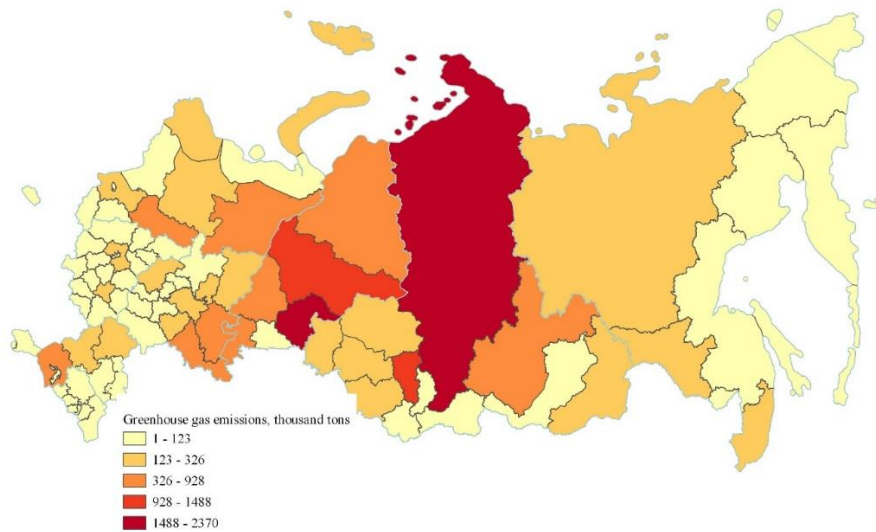 Greenhouse gas emissions, thousand tons
1 - 123
123 - 326
326 - 928
928 - 1488
1488 - 2370